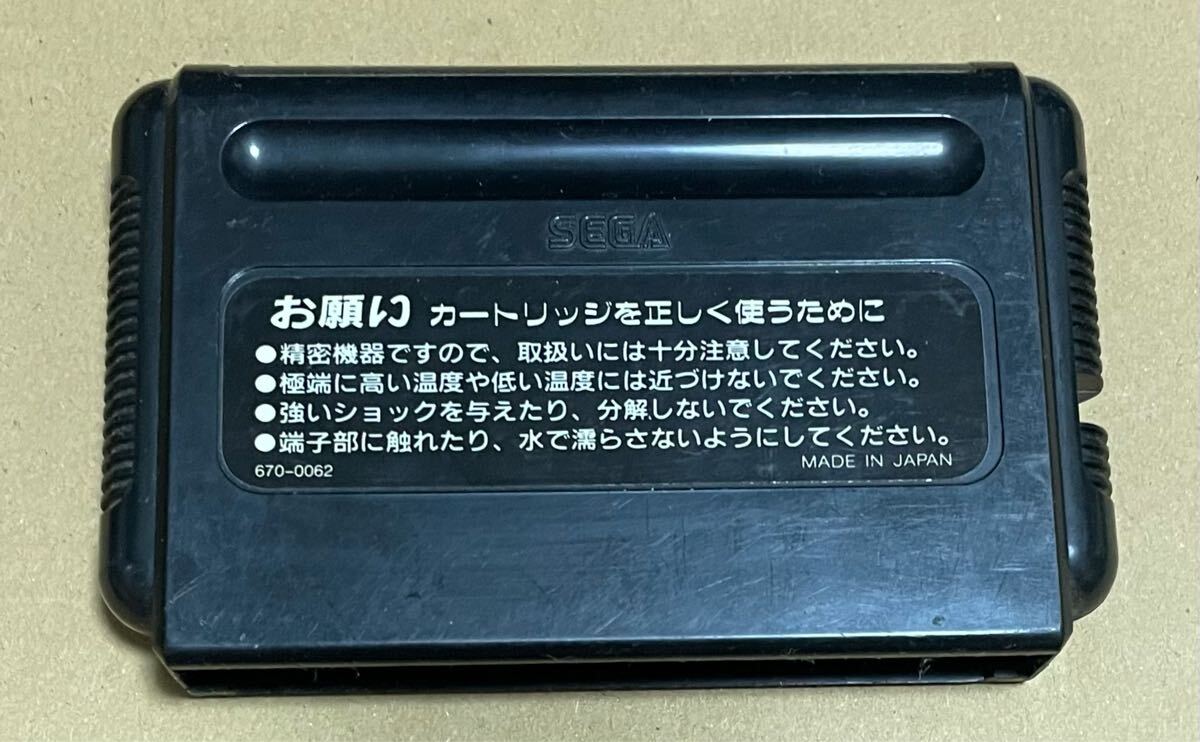 SEGA
お願い カートリッジを正しく使うために
●精密機器ですので、取扱いには十分注意してください。
●極端に高い温度や低い温度には近づけないでください。
●強いショックを与えたり、分解しないでください。
●端子部に触れたり、水で濡らさないようにしてください。
670-0062 MADE IN JAPAN